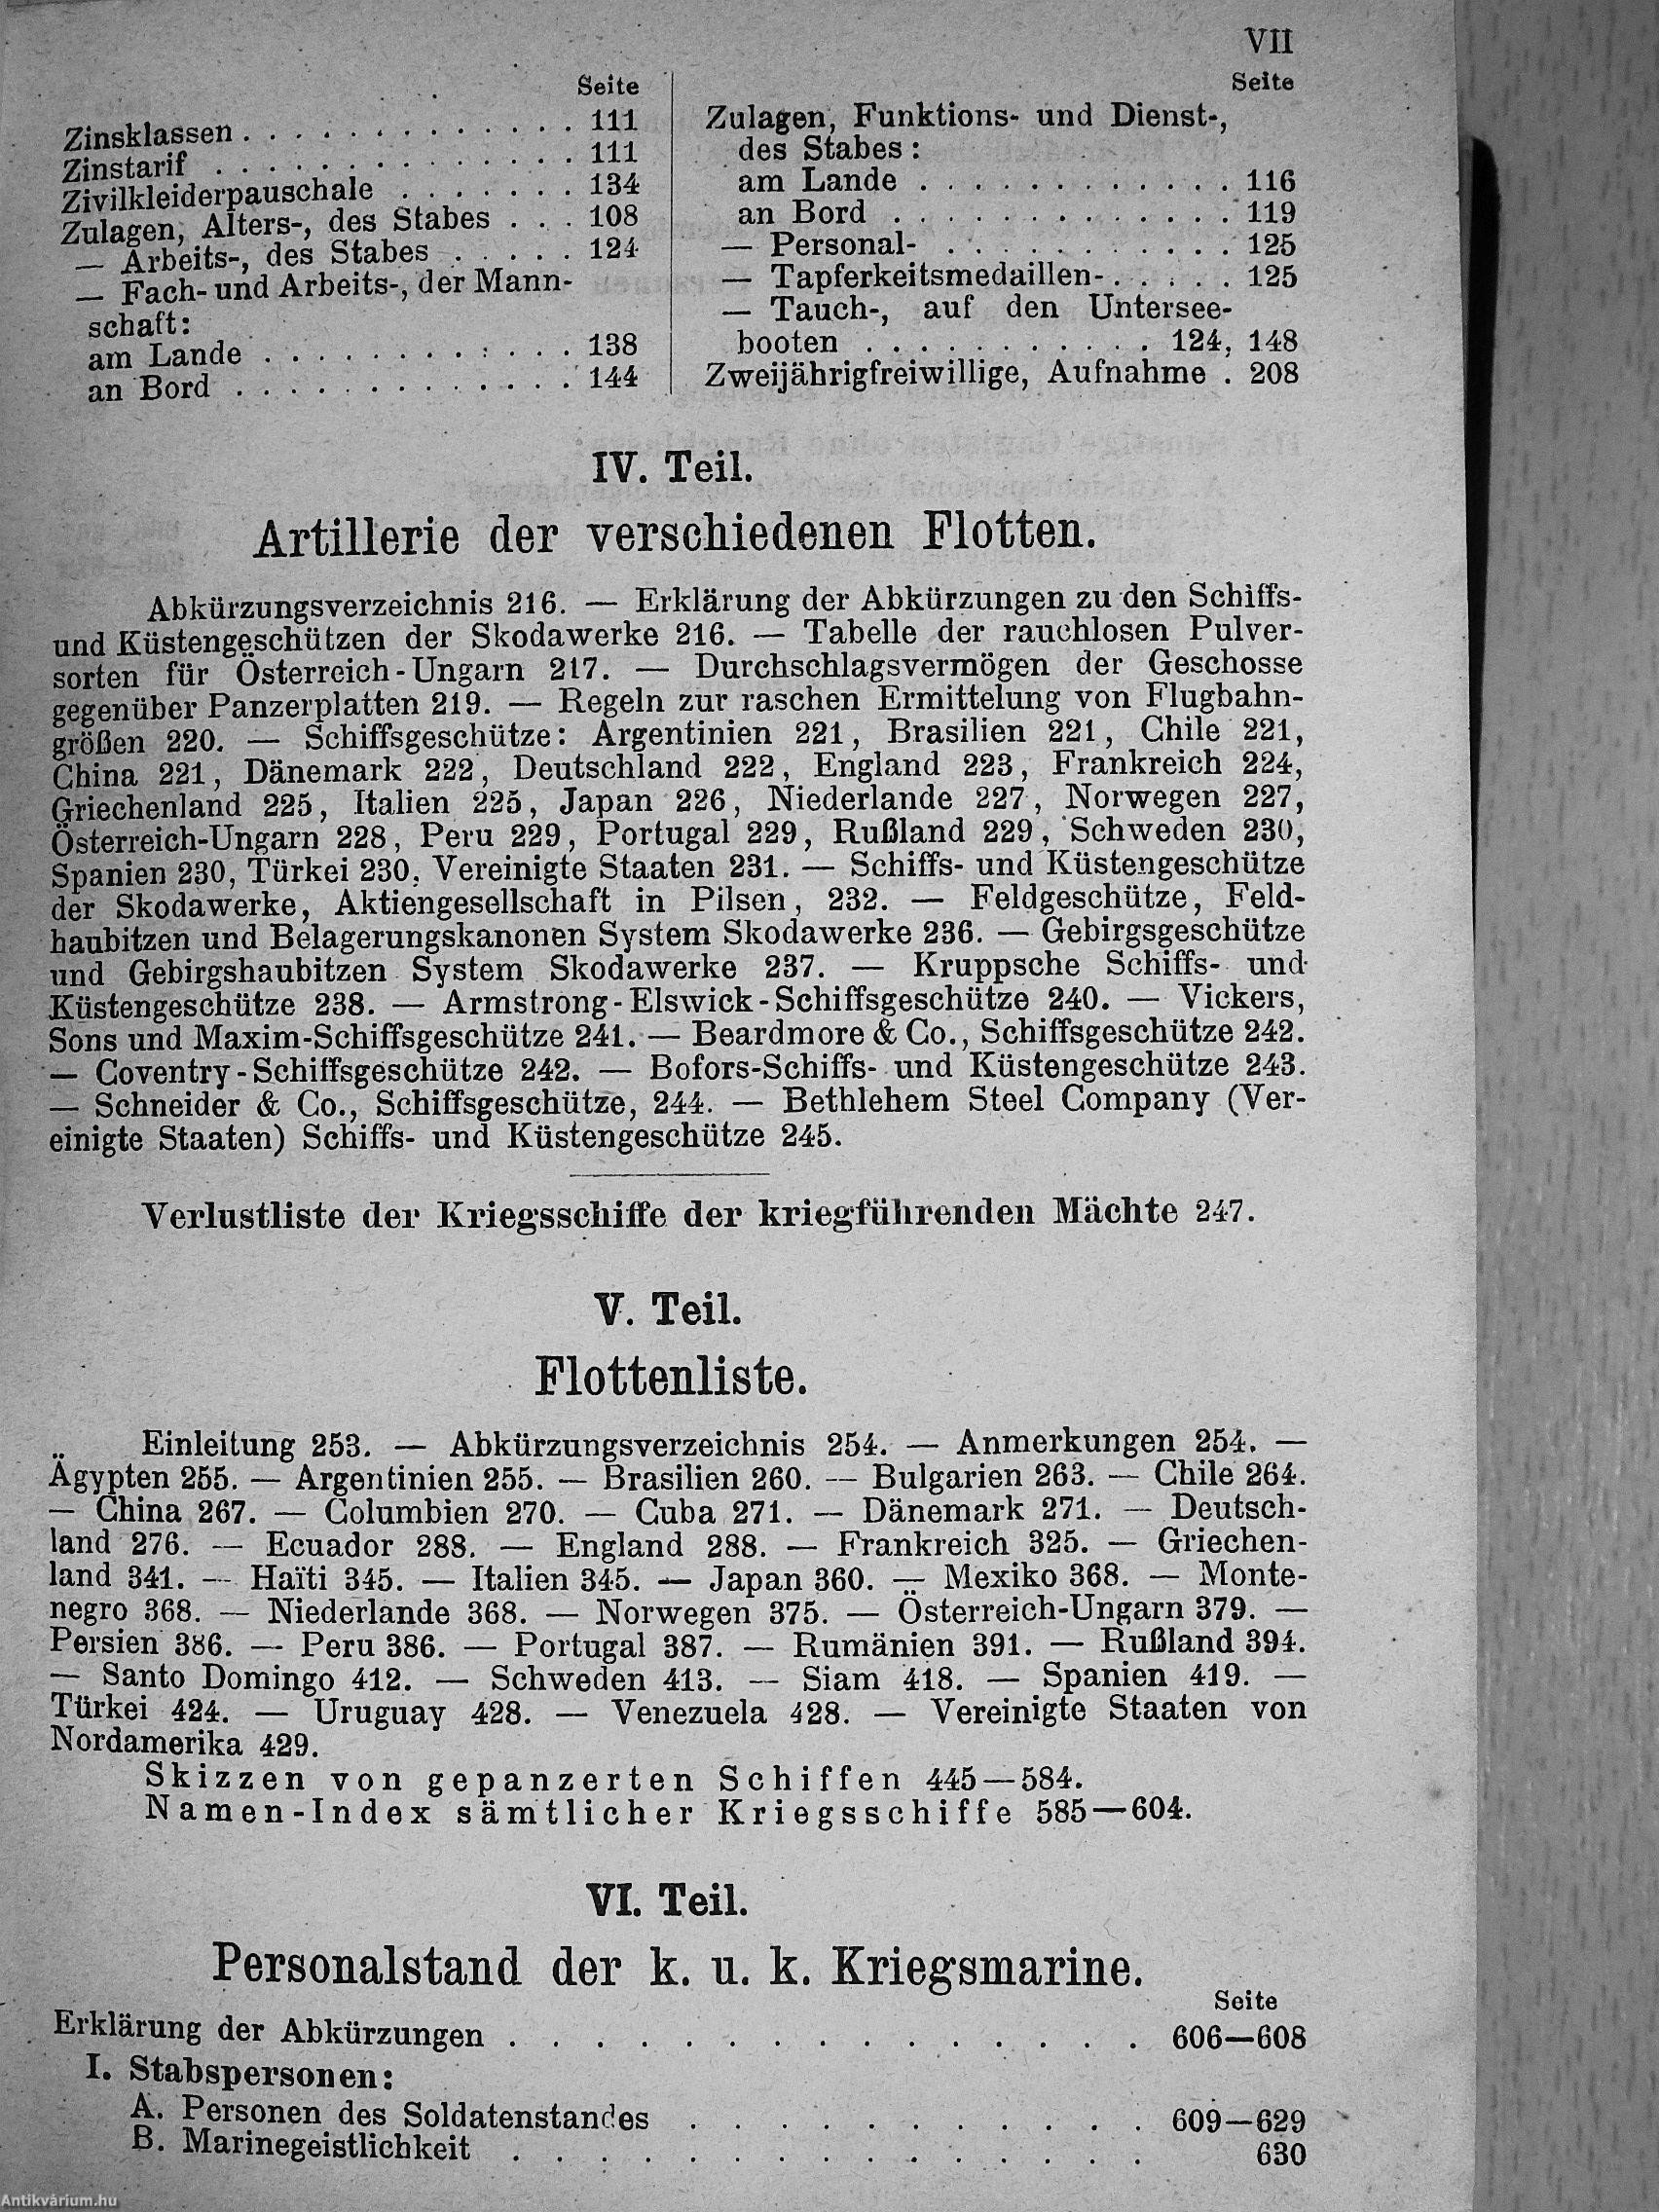 VII
Seite
Zinsklassen . . . . . . . . . . . . . 111
Zinstarif . . . . . . . . . . . . . . 111
Zivilkleiderpauschale . . . . . . . 134
Zulagen, Alters-, des Stabes . . . 108
— Arbeits-, des Stabes . . . . . 124
— Fach- und Arbeits-, der Mann-
schaft:
am Lande . . . . . . . . . . . . 138
an Bord . . . . . . . . . . . . . 144
Seite
Zulagen, Funktions- und Dienst-,
des Stabes:
am Lande . . . . . . . . . . . . 116
an Bord . . . . . . . . . . . . . 119
— Personal- . . . . . . . . . . . 125
— Tapferkeitsmedaillen- . . . . . 125
— Tauch-, auf den Untersee-
booten . . . . . . . . . . . 124, 148
Zweijährigfreiwillige, Aufnahme . 208
IV. Teil.
Artillerie der verschiedenen Flotten.
Abkürzungsverzeichnis 216. — Erklärung der Abkürzungen zu den Schiffs-
und Küstengeschützen der Skodawerke 216. — Tabelle der rauchlosen Pulver-
sorten für Österreich-Ungarn 217. — Durchschlagsvermögen der Geschosse
gegenüber Panzerplatten 219. — Regeln zur raschen Ermittelung von Flugbahn-
größen 220. — Schiffsgeschütze: Argentinien 221, Brasilien 221, Chile 221,
China 221, Dänemark 222, Deutschland 222, England 223, Frankreich 224,
Griechenland 225, Italien 225, Japan 226, Niederlande 227, Norwegen 227,
Österreich-Ungarn 228, Peru 229, Portugal 229, Rußland 229, Schweden 230,
Spanien 230, Türkei 230, Vereinigte Staaten 231. — Schiffs- und Küstengeschütze
der Skodawerke, Aktiengesellschaft in Pilsen, 232. — Feldgeschütze, Feld-
haubitzen und Belagerungskanonen System Skodawerke 236. — Gebirgsgeschütze
und Gebirgshaubitzen System Skodawerke 237. — Kruppsche Schiffs- und
Küstengeschütze 238. — Armstrong-Elswick-Schiffsgeschütze 240. — Vickers,
Sons und Maxim-Schiffsgeschütze 241. — Beardmore & Co., Schiffsgeschütze 242.
— Coventry-Schiffsgeschütze 242. — Bofors-Schiffs- und Küstengeschütze 243.
— Schneider & Co., Schiffsgeschütze, 244. — Bethlehem Steel Company (Ver-
einigte Staaten) Schiffs- und Küstengeschütze 245.
Verlustliste der Kriegsschiffe der kriegführenden Mächte 247.
V. Teil.
Flottenliste.
Einleitung 253. — Abkürzungsverzeichnis 254. — Anmerkungen 254. —
Ägypten 255. — Argentinien 255. — Brasilien 260. — Bulgarien 263. — Chile 264.
— China 267. — Columbien 270. — Cuba 271. — Dänemark 271. — Deutsch-
land 276. — Ecuador 288. — England 288. — Frankreich 325. — Griechen-
land 341. — Haïti 345. — Italien 345. — Japan 360. — Mexiko 368. — Monte-
negro 368. — Niederlande 368. — Norwegen 375. — Österreich-Ungarn 379. —
Persien 386. — Peru 386. — Portugal 387. — Rumänien 391. — Rußland 394.
— Santo Domingo 412. — Schweden 413. — Siam 418. — Spanien 419. —
Türkei 424. — Uruguay 428. — Venezuela 428. — Vereinigte Staaten von
Nordamerika 429.
Skizzen von gepanzerten Schiffen 445—584.
Namen-Index sämtlicher Kriegsschiffe 585—604.
VI. Teil.
Personalstand der k. u. k. Kriegsmarine.
Seite
Erklärung der Abkürzungen . . . . . . . . . . . . . . . 606—608
I. Stabspersonen:
A. Personen des Soldatenstandes . . . . . . . . . . . 609—629
B. Marinegeistlichkeit . . . . . . . . . . . . . . . 630
Antikvárium.hu